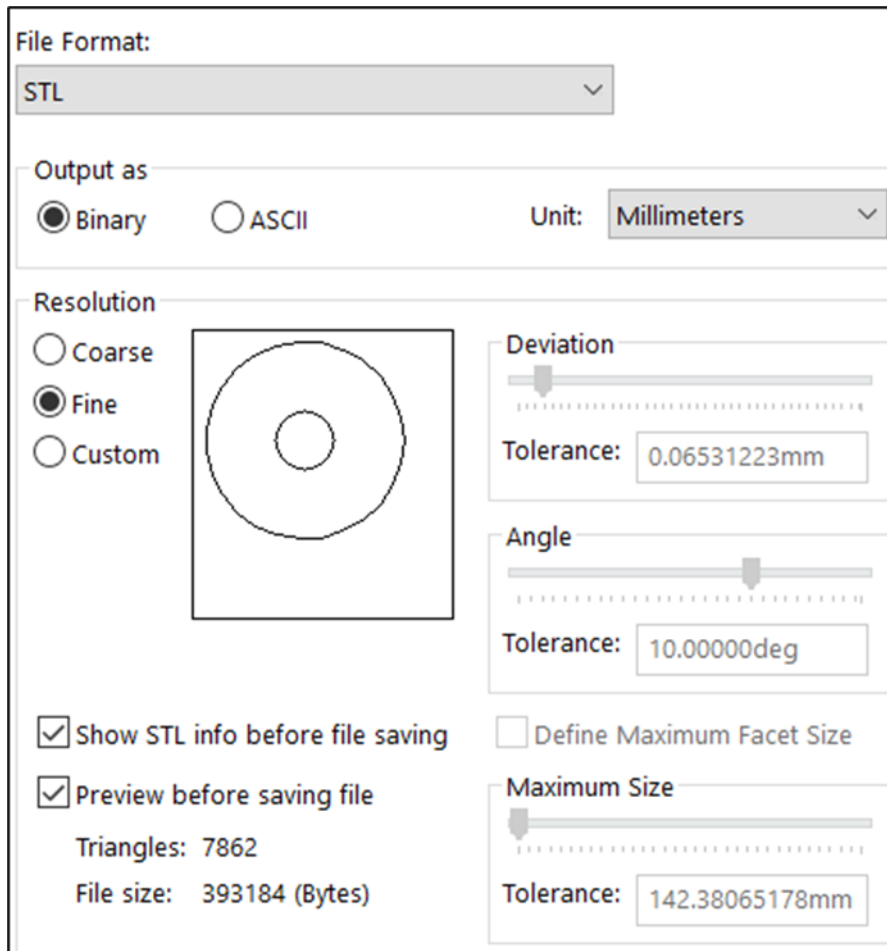 File Format:
STL
Output as
Binary
ASCII
Unit:
Millimeters
Resolution
Coarse
Fine
Custom
Deviation
Tolerance:
0.06531223mm
Angle
Tolerance:
10.00000deg
Show STL info before file saving
Define Maximum Facet Size
Preview before saving file
Maximum Size
Triangles: 7862
File size: 393184 (Bytes)
Tolerance:
142.38065178mm